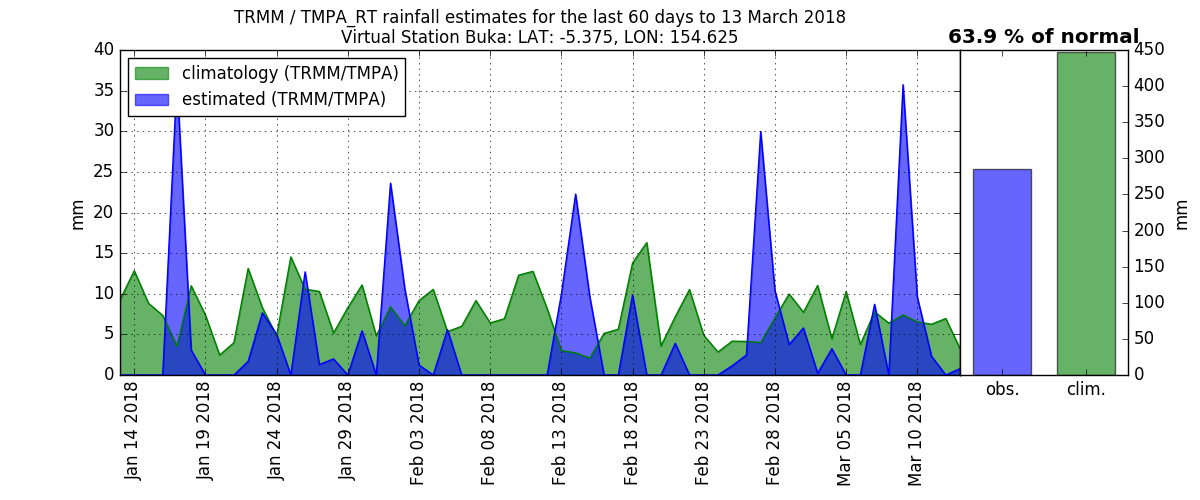 TRMM / TMPA_RT rainfall estimates for the last 60 days to 13 March 2018
Virtual Station Buka: LAT: -5.375, LON: 154.625
63.9 % of normal
climatology (TRMM/TMPA)
estimated (TRMM/TMPA)
mm
40
35
30
25
20
15
10
5
0
Jan 14 2018
Jan 19 2018
Jan 24 2018
Jan 29 2018
Feb 03 2018
Feb 08 2018
Feb 13 2018
Feb 18 2018
Feb 23 2018
Feb 28 2018
Mar 05 2018
Mar 10 2018
obs.
clim.
450
400
350
300
250
200
150
100
50
0
mm